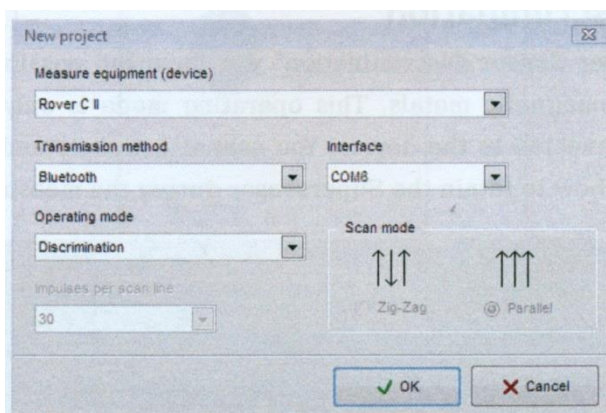 New project
Measure equipment (device)
Rover C II
Transmission method
Interface
Bluetooth
COM6
Operating mode
Discrimination
Scan mode
Impulses per scan line
30
Zig-Zag
Parallel
OK
Cancel